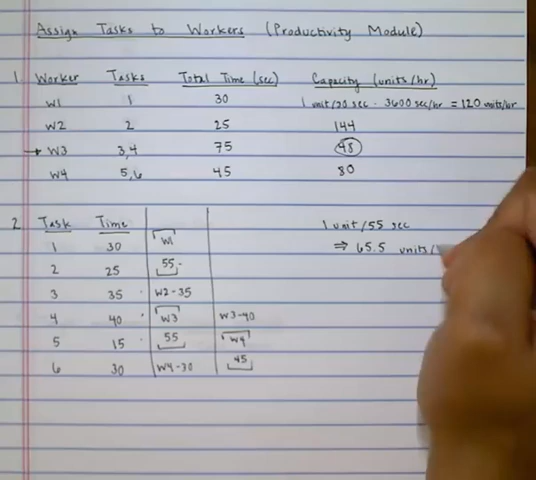 Assign Tasks to Workers (Productivity Module)
1. Worker Tasks Total Time (sec) Capacity (units/hr)
W1 1 30 1 unit/30 sec · 3600 sec/hr = 120 units/hr
W2 2 25 144
→ W3 3,4 75 48
W4 5,6 45 80
2. Task Time
1 30 W1
2 25 55
3 35 W2-35
4 40 W3 W3-40
5 15 55 W4
6 30 W4-30 45
1 unit/55 sec
⇒ 65.5 units/